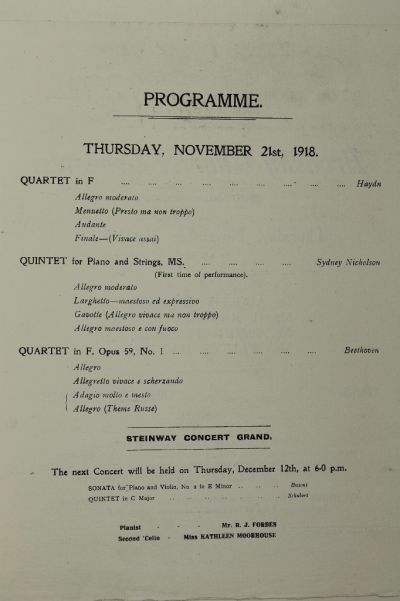 PROGRAMME.
THURSDAY, NOVEMBER 21st, 1918.
QUARTET in F .... .... ... ... .... .... ... .... Haydn
Allegro moderato
Menuetto (Presto ma non troppo)
Andante
Finale—(Vivace assai)
QUINTET for Piano and Strings, MS. .... .... .... .... Sydney Nicholson
(First time of performance).
Allegro moderato
Larghetto—maestoso ed expressivo
Gavotte (Allegro vivace ma non troppo)
Allegro maestoso e con fuoco
QUARTET in F. Opus 59, No. 1 ... .... .... .... .... Beethoven
Allegro
Allegretto vivace e scherzando
Adagio molto e mesto
Allegro (Theme Russe)
STEINWAY CONCERT GRAND.
The next Concert will be held on Thursday, December 12th, at 6-0 p.m.
SONATA for Piano and Violin, No. 2 in E Minor .. .. .. Busoni
QUINTET in C Major .. .. .. .. .. .. Schubert
Pianist - - - Mr. R. J. FORBES
Second 'Cello - Miss KATHLEEN MOORHOUSE